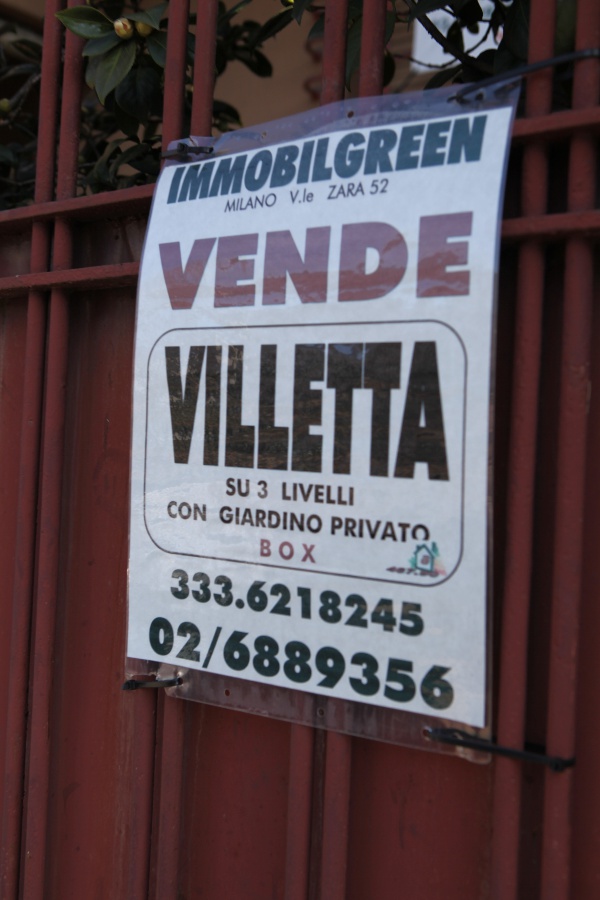 IMMOBILGREEN
MILANO V.le ZARA 52
VENDE
VILLETTA
SU 3 LIVELLI
CON GIARDINO PRIVATO
BOX
333.6218245
02/6889356